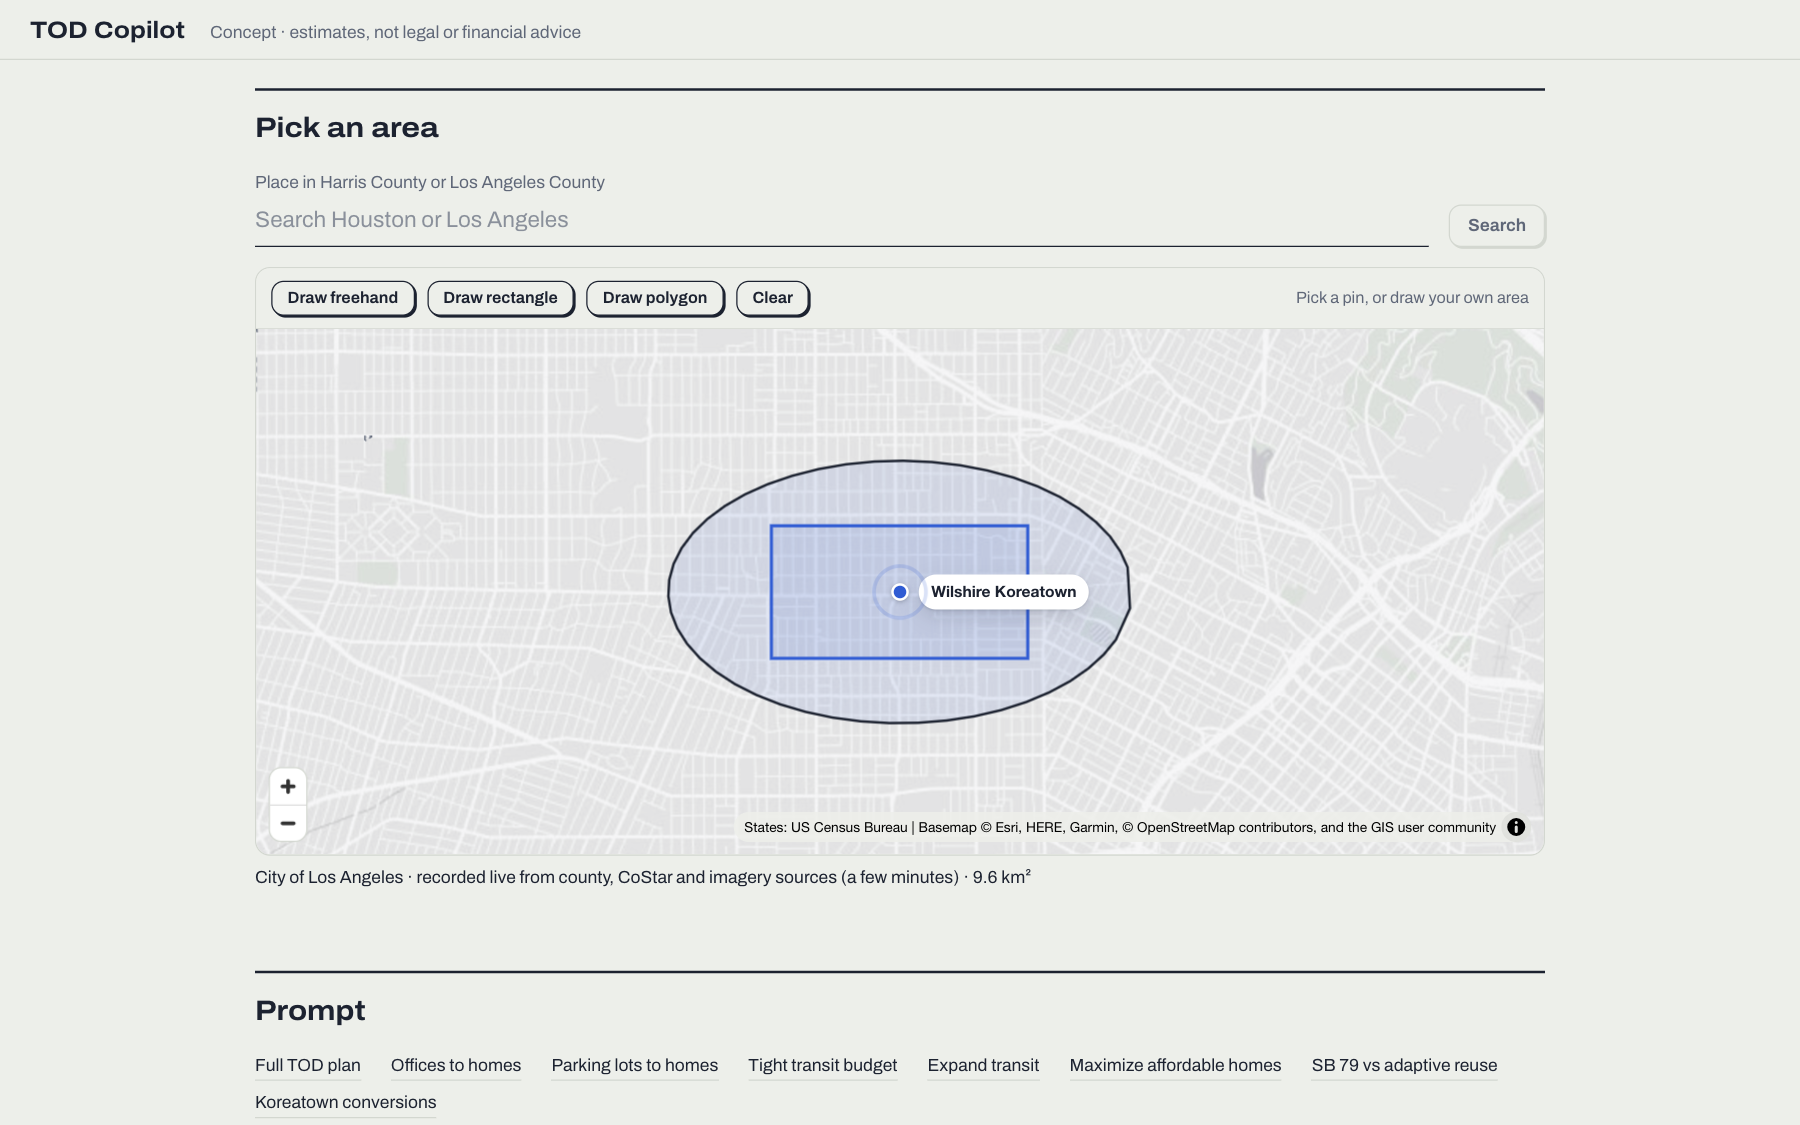 TOD Copilot
Concept · estimates, not legal or financial advice
Pick an area
Place in Harris County or Los Angeles County
Search Houston or Los Angeles
Search
Draw freehand
Draw rectangle
Draw polygon
Clear
Pick a pin, or draw your own area
Wilshire Koreatown
+
−
States: US Census Bureau | Basemap © Esri, HERE, Garmin, © OpenStreetMap contributors, and the GIS user community
City of Los Angeles · recorded live from county, CoStar and imagery sources (a few minutes) · 9.6 km²
Prompt
Full TOD plan
Offices to homes
Parking lots to homes
Tight transit budget
Expand transit
Maximize affordable homes
SB 79 vs adaptive reuse
Koreatown conversions